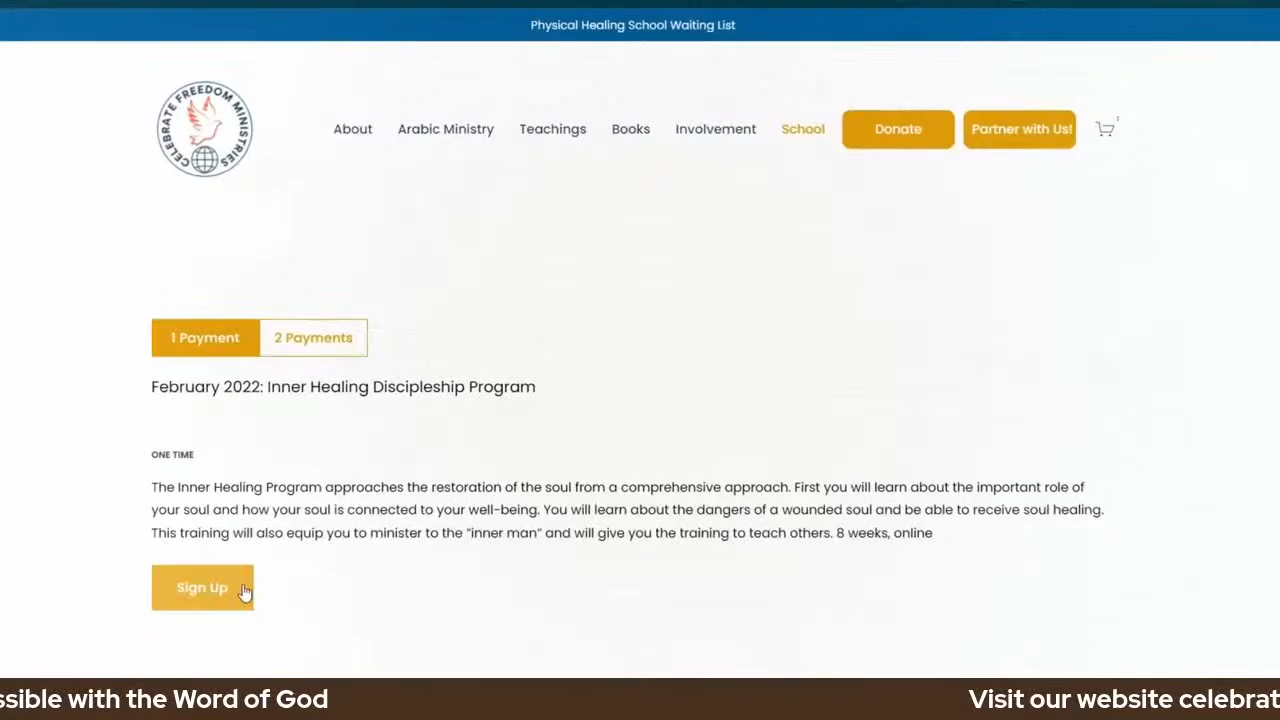 Physical Healing School Waiting List
CELEBRATE FREEDOM MINISTRIES
About Arabic Ministry Teachings Books Involvement School Donate Partner with Us! 1
1 Payment 2 Payments
February 2022: Inner Healing Discipleship Program
ONE TIME
The Inner Healing Program approaches the restoration of the soul from a comprehensive approach. First you will learn about the important role of
your soul and how your soul is connected to your well-being. You will learn about the dangers of a wounded soul and be able to receive soul healing.
This training will also equip you to minister to the "inner man" and will give you the training to teach others. 8 weeks, online
Sign Up
ssible with the Word of God Visit our website celebrat